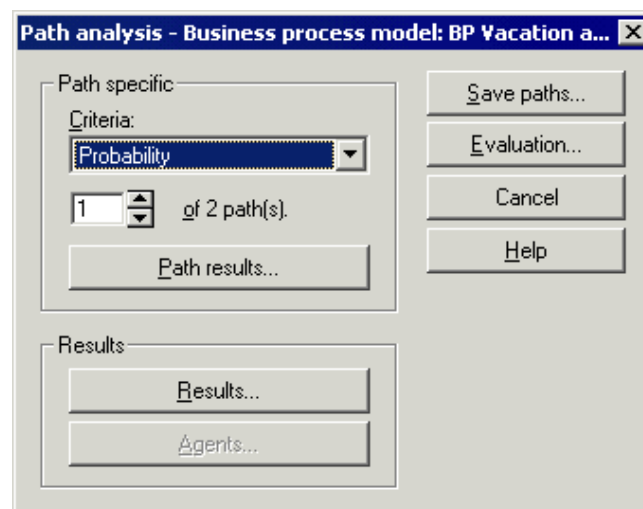 Path analysis - Business process model: BP Vacation a...
Path specific
Criteria:
Probability
1 of 2 path(s).
Path results...
Save paths...
Evaluation...
Cancel
Help
Results
Results...
Agents...